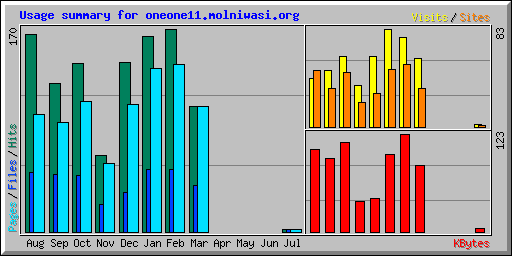 Usage summary for oneone11.molniwasi.org
Visits/Sites
170
83
Pages/Files/Hits
123
Aug Sep Oct Nov Dec Jan Feb Mar Apr May Jun Jul
KBytes